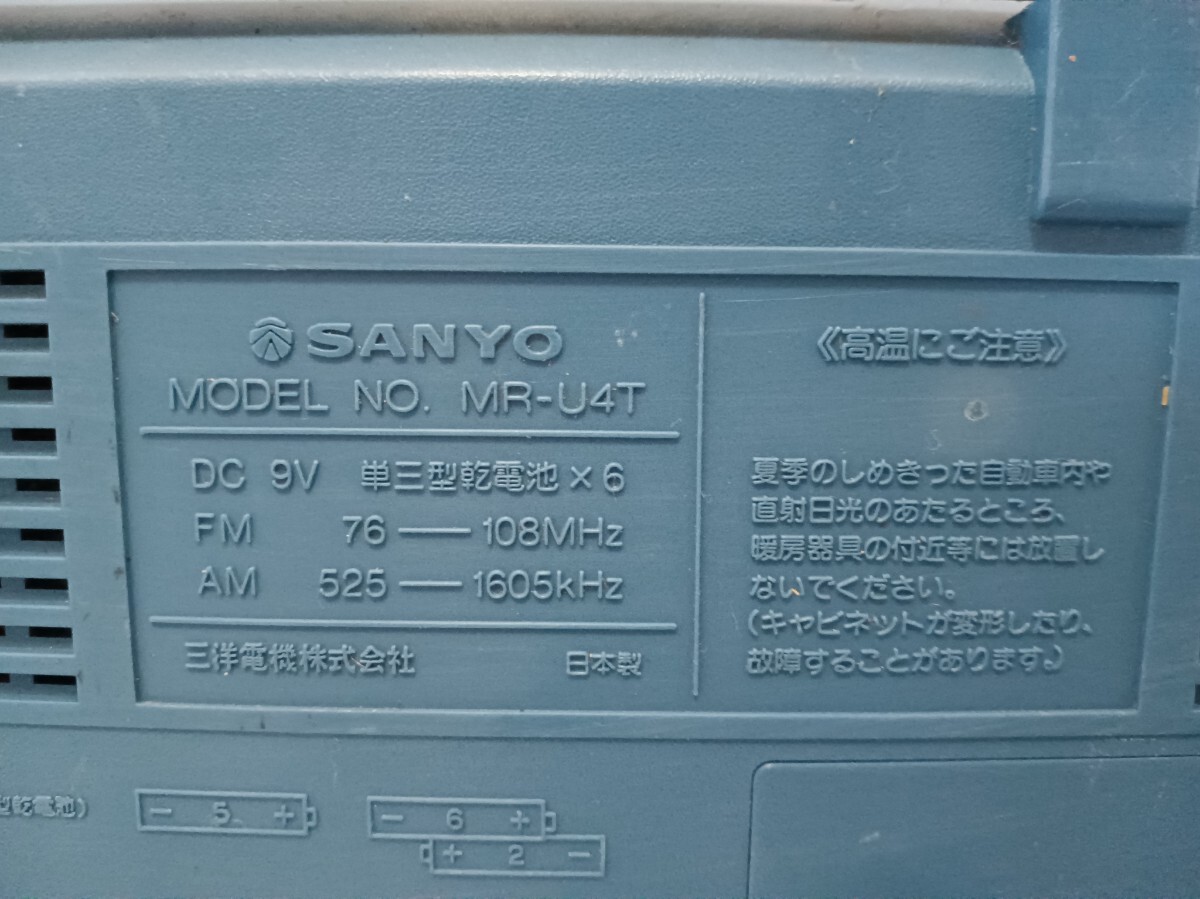 SANYO
MODEL NO. MR-U4T
DC 9V 単三型乾電池×6
FM 76——108MHz
AM 525——1605kHz
三洋電機株式会社 日本製
《高温にご注意》
夏季のしめきった自動車内や
直射日光のあたるところ、
暖房器具の付近等には放置し
ないでください。
(キャビネットが変形したり、
故障することがあります。)
型乾電池)
− 5 +
− 6 +
+ 2 −